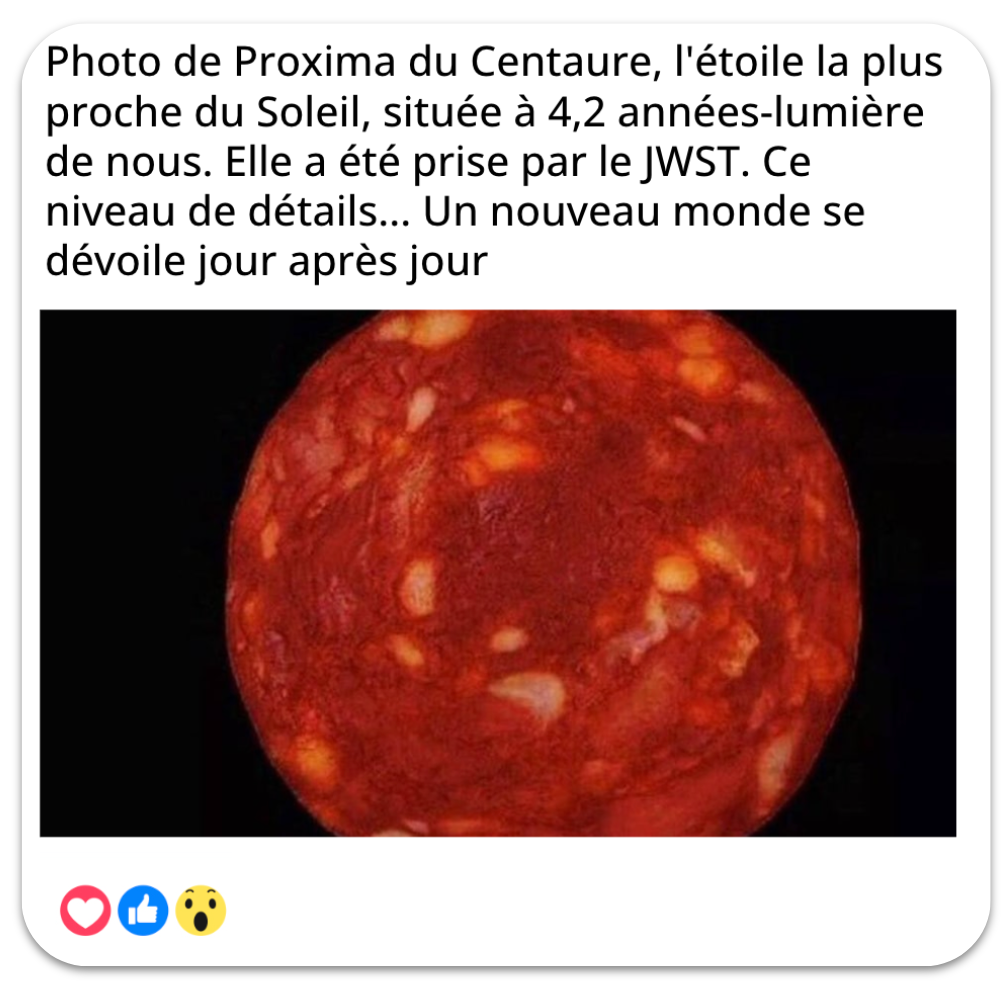 Photo de Proxima du Centaure, l'étoile la plus
proche du Soleil, située à 4,2 années-lumière
de nous. Elle a été prise par le JWST. Ce
niveau de détails... Un nouveau monde se
dévoile jour après jour